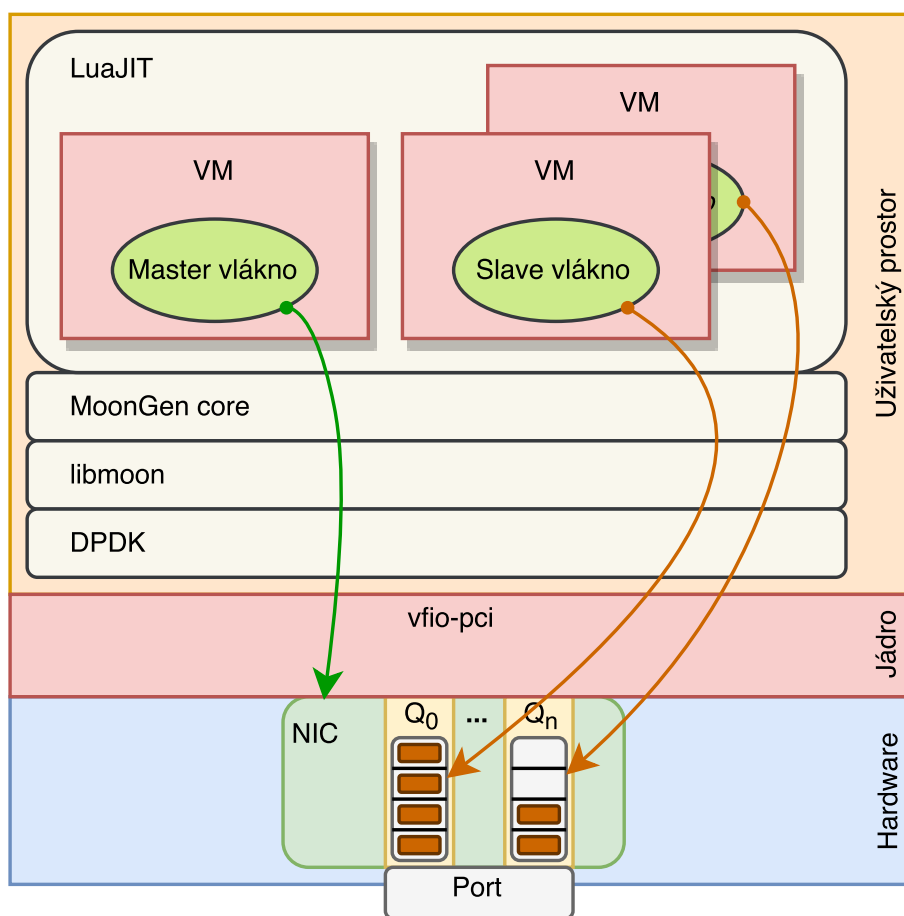 LuaJIT
VM
VM
VM
Master vlákno
Slave vlákno
MoonGen core
libmoon
DPDK
Uživatelský prostor
vfio-pci
Jádro
NIC
Q0
...
Qn
Hardware
Port